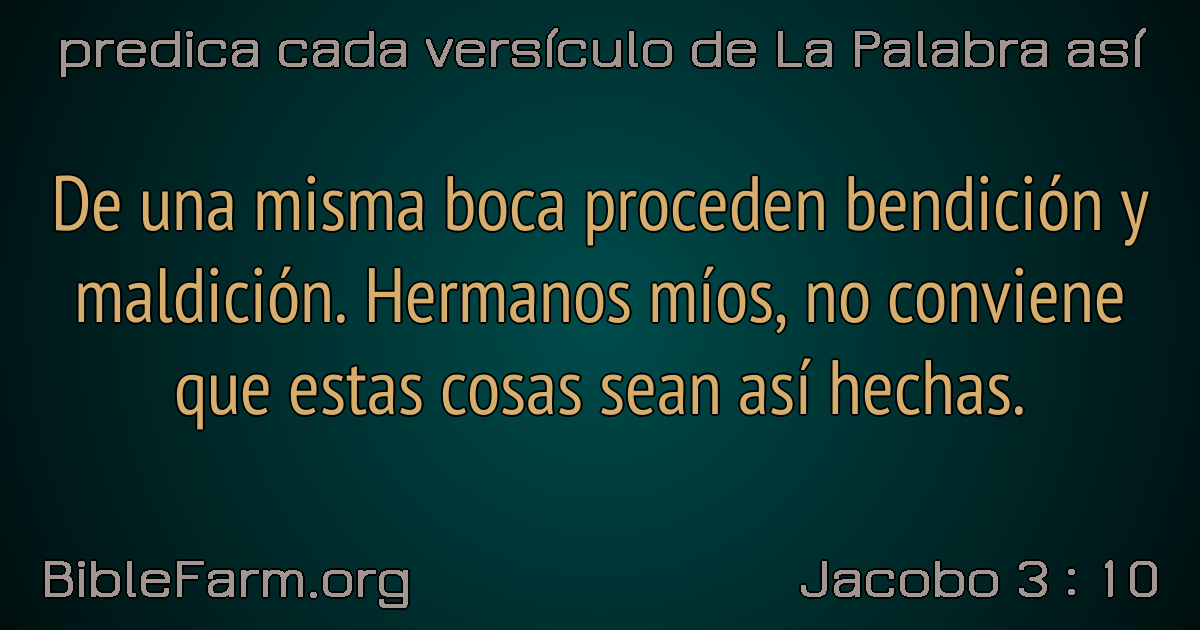 predica cada versículo de La Palabra así
De una misma boca proceden bendición y
maldición. Hermanos míos, no conviene
que estas cosas sean así hechas.
BibleFarm.org
Jacobo 3 : 10